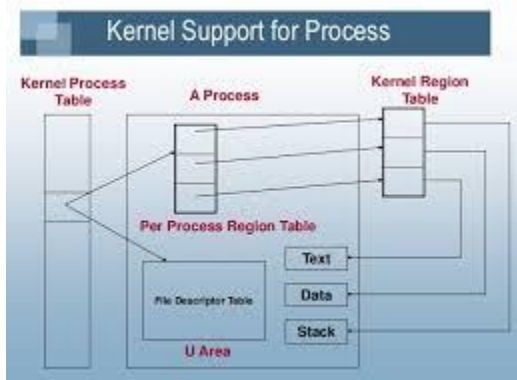 Kernel Support for Process
Kernel Process
Table
A Process
Kernel Region
Table
Per Process Region Table
File Descriptor Table
U Area
Text
Data
Stack